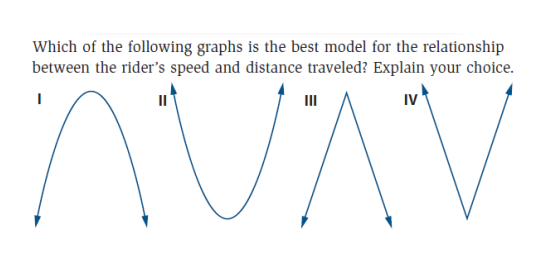 Which of the following graphs is the best model for the relationship
between the rider's speed and distance traveled? Explain your choice.
I II III IV